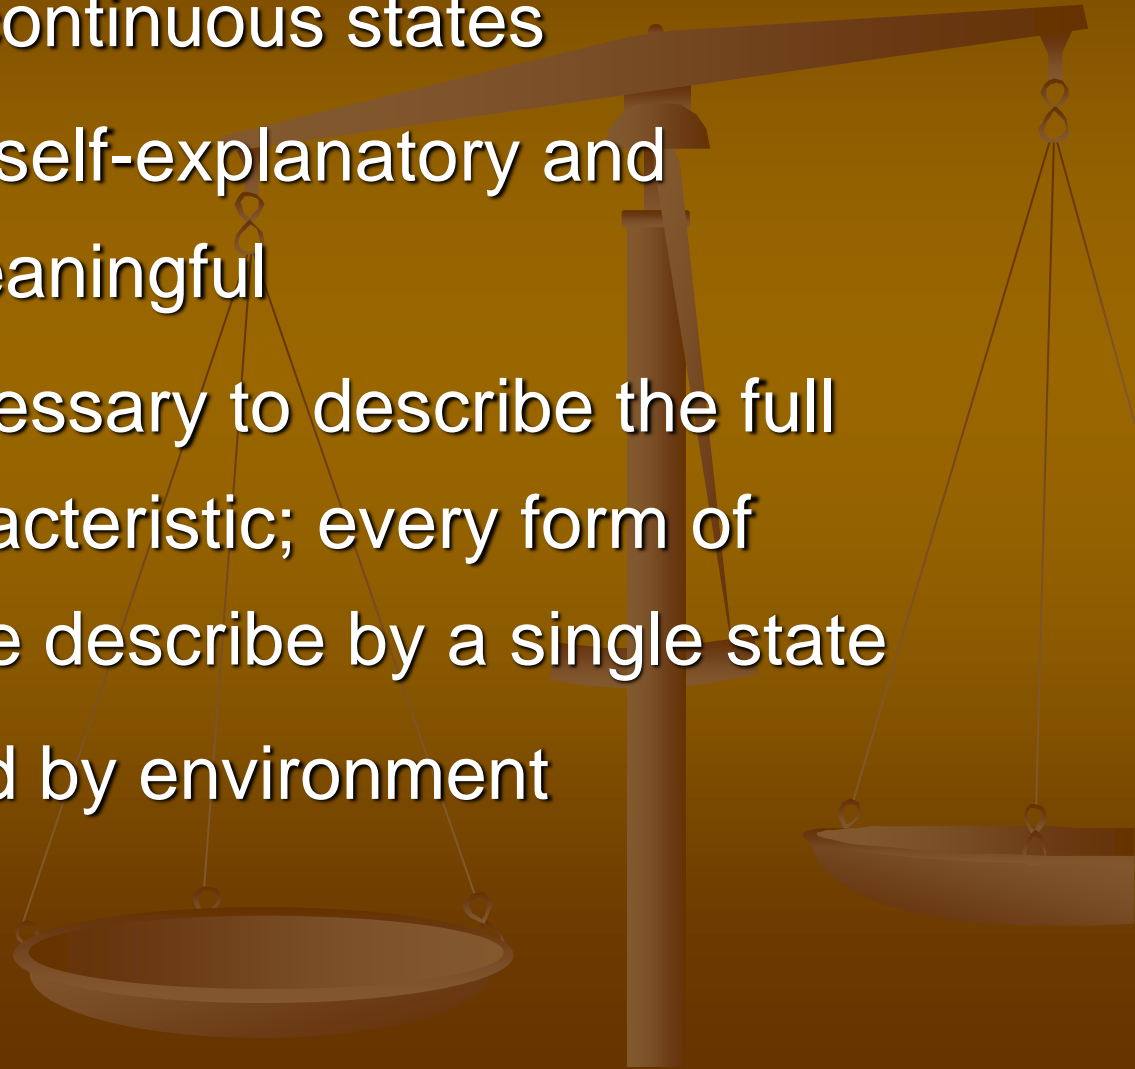 ontinuous states
self-explanatory and
eaningful
essary to describe the full
acteristic; every form of
e describe by a single state
d by environment